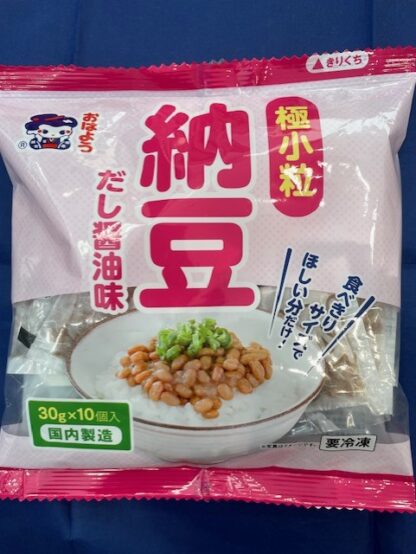 ▲きりくち
おはよう
®
極小粒
納豆
だし醤油味
食べきり
サイズで
ほしい分だけ!
30g×10個入
国内製造
要冷凍